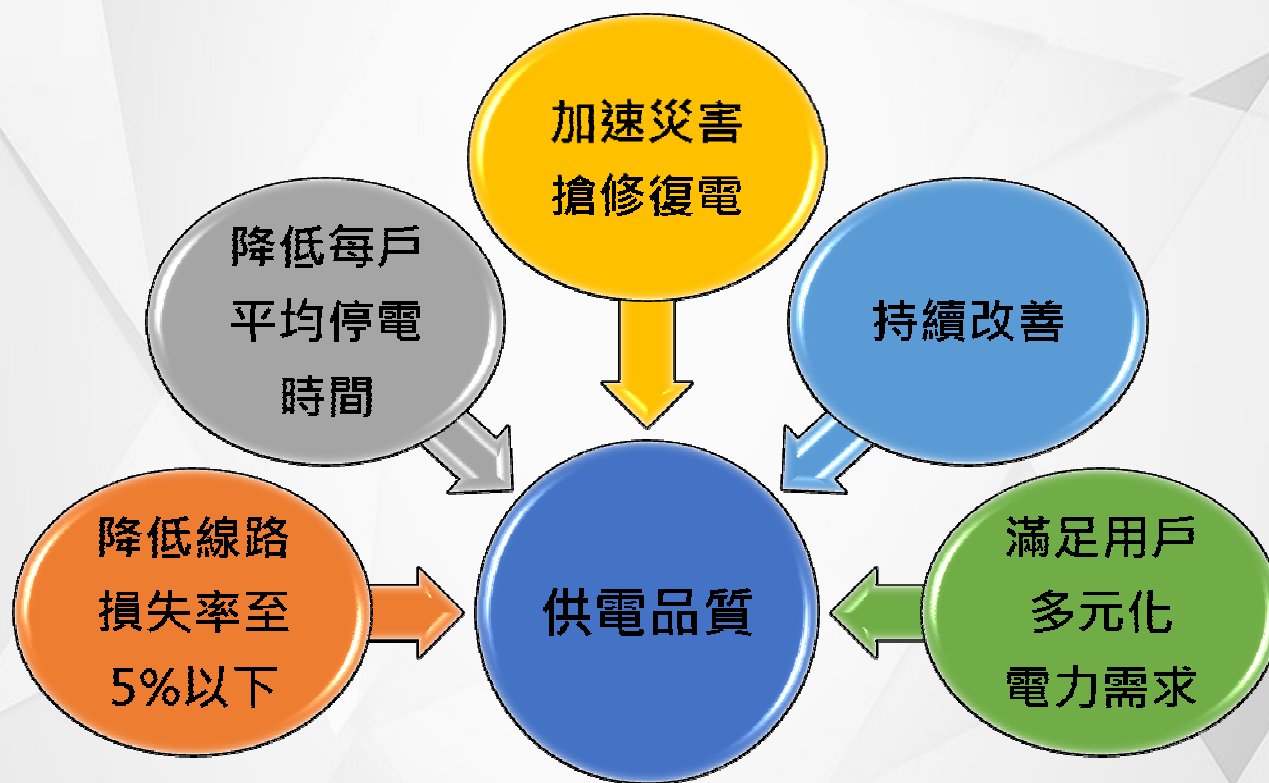 加速災害
搶修復電
降低每戶
平均停電
時間
持續改善
降低線路
損失率至
5%以下
供電品質
滿足用戶
多元化
電力需求